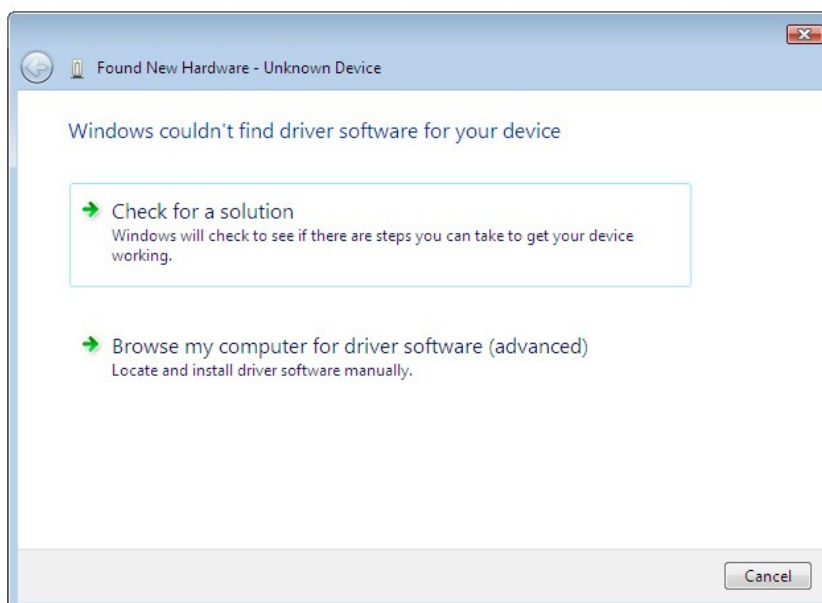 Found New Hardware - Unknown Device
Windows couldn't find driver software for your device
Check for a solution
Windows will check to see if there are steps you can take to get your device
working.
Browse my computer for driver software (advanced)
Locate and install driver software manually.
Cancel